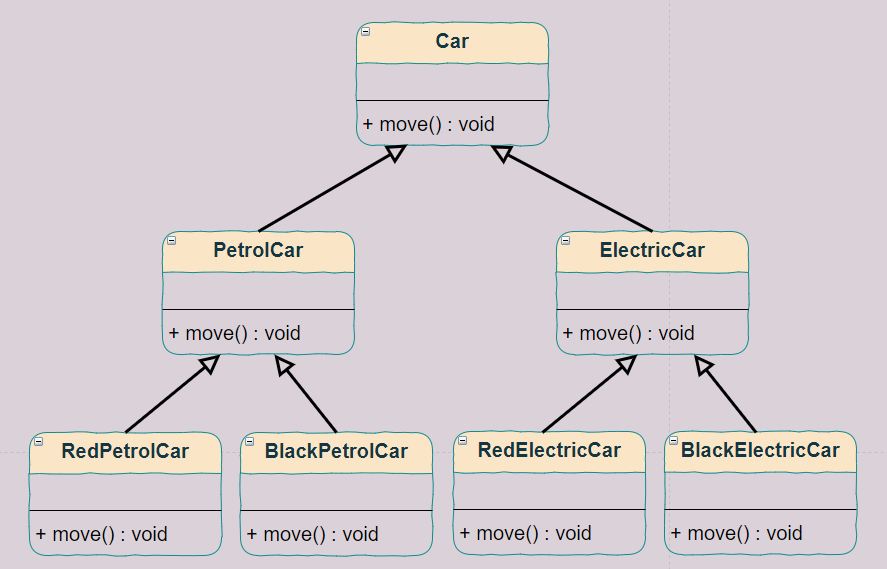 Car
+ move() : void
PetrolCar
+ move() : void
ElectricCar
+ move() : void
RedPetrolCar
+ move() : void
BlackPetrolCar
+ move() : void
RedElectricCar
+ move() : void
BlackElectricCar
+ move() : void